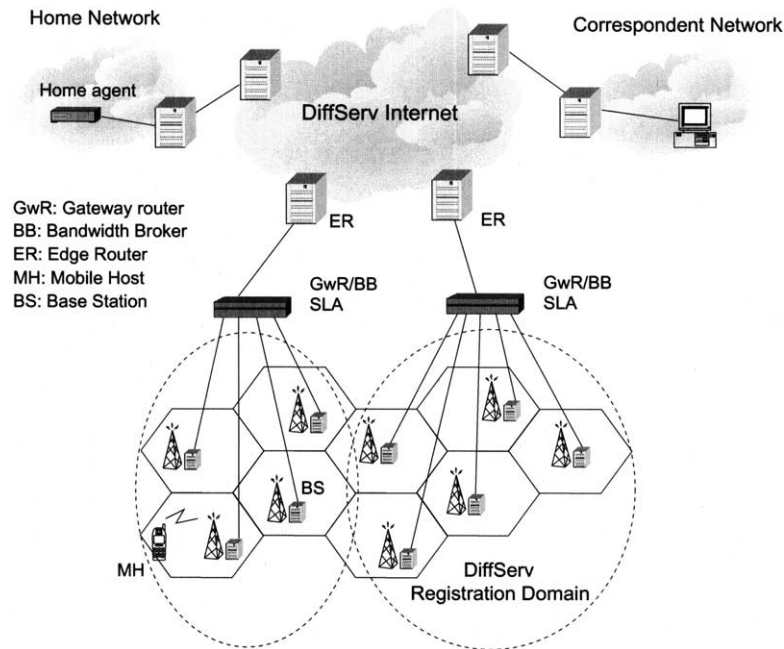 Home Network
Correspondent Network
Home agent
DiffServ Internet
GwR: Gateway router
BB: Bandwidth Broker
ER: Edge Router
MH: Mobile Host
BS: Base Station
ER
ER
GwR/BB
SLA
GwR/BB
SLA
BS
MH
DiffServ
Registration Domain